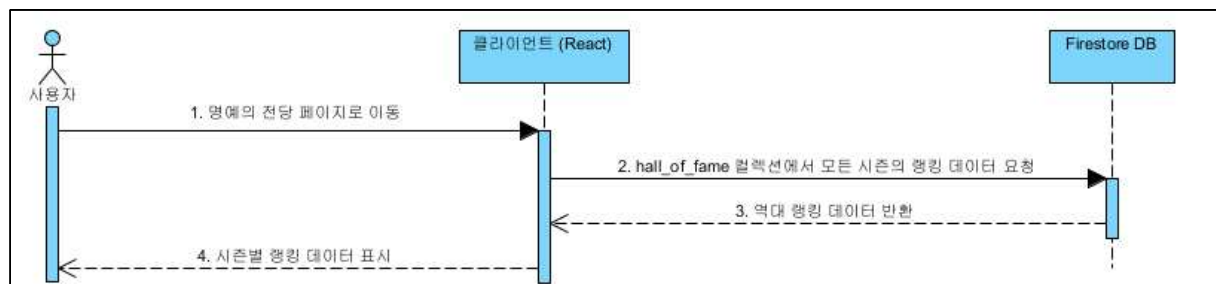 클라이언트 (React)
Firestore DB
사용자
1. 명예의 전당 페이지로 이동
2. hall_of_fame 컬렉션에서 모든 시즌의 랭킹 데이터 요청
3. 역대 랭킹 데이터 반환
4. 시즌별 랭킹 데이터 표시